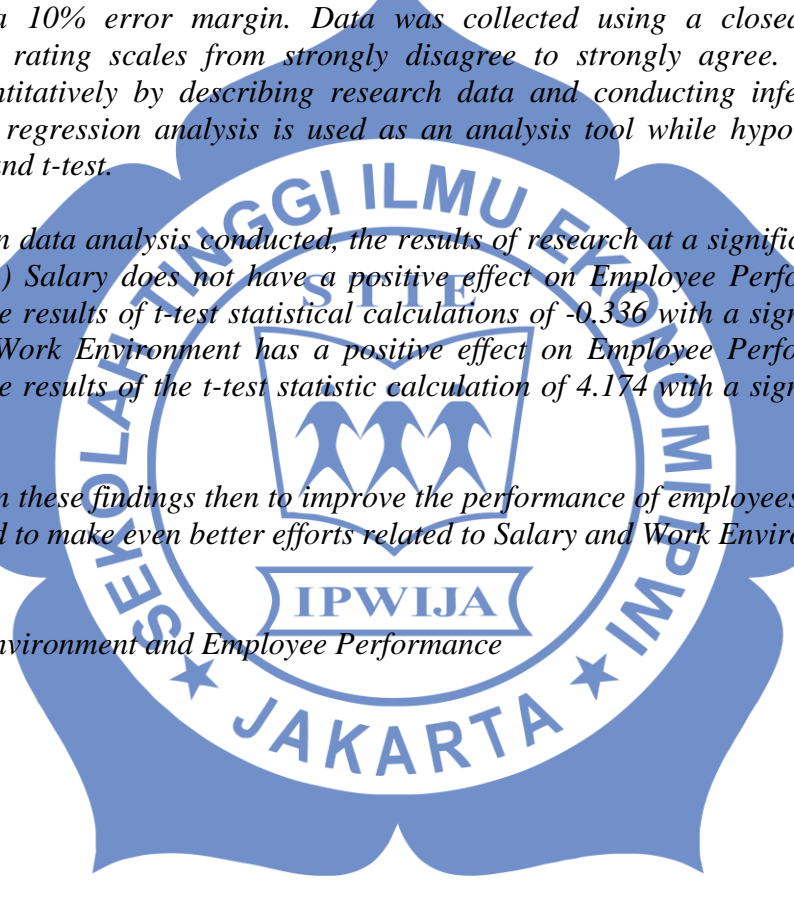 a 10% error margin. Data was collected using a closed
rating scales from strongly disagree to strongly agree.
ntitatively by describing research data and conducting infe
regression analysis is used as an analysis tool while hypo
nd t-test.
n data analysis conducted, the results of research at a signific
) Salary does not have a positive effect on Employee Perfo
e results of t-test statistical calculations of -0.336 with a sign
Work Environment has a positive effect on Employee Perfo
e results of the t-test statistic calculation of 4.174 with a sign
n these findings then to improve the performance of employees
d to make even better efforts related to Salary and Work Enviro
nvironment and Employee Performance
SEKOLAH TINGGI ILMU EKONOMI IPWI
STIE
IPWIJA
JAKARTA